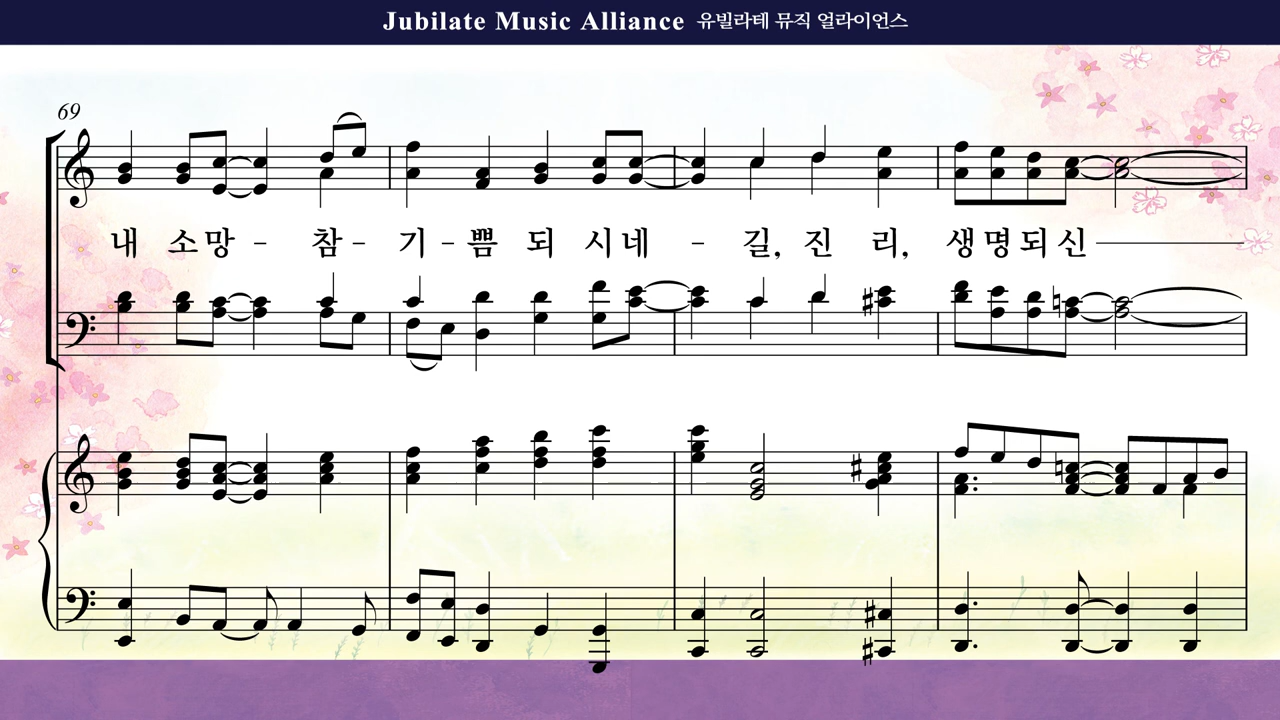 Jubilate Music Alliance 유빌라테 뮤직 얼라이언스
69
내 소망 - 참 - 기 - 쁨 되 시네 - 길, 진 리, 생명되신